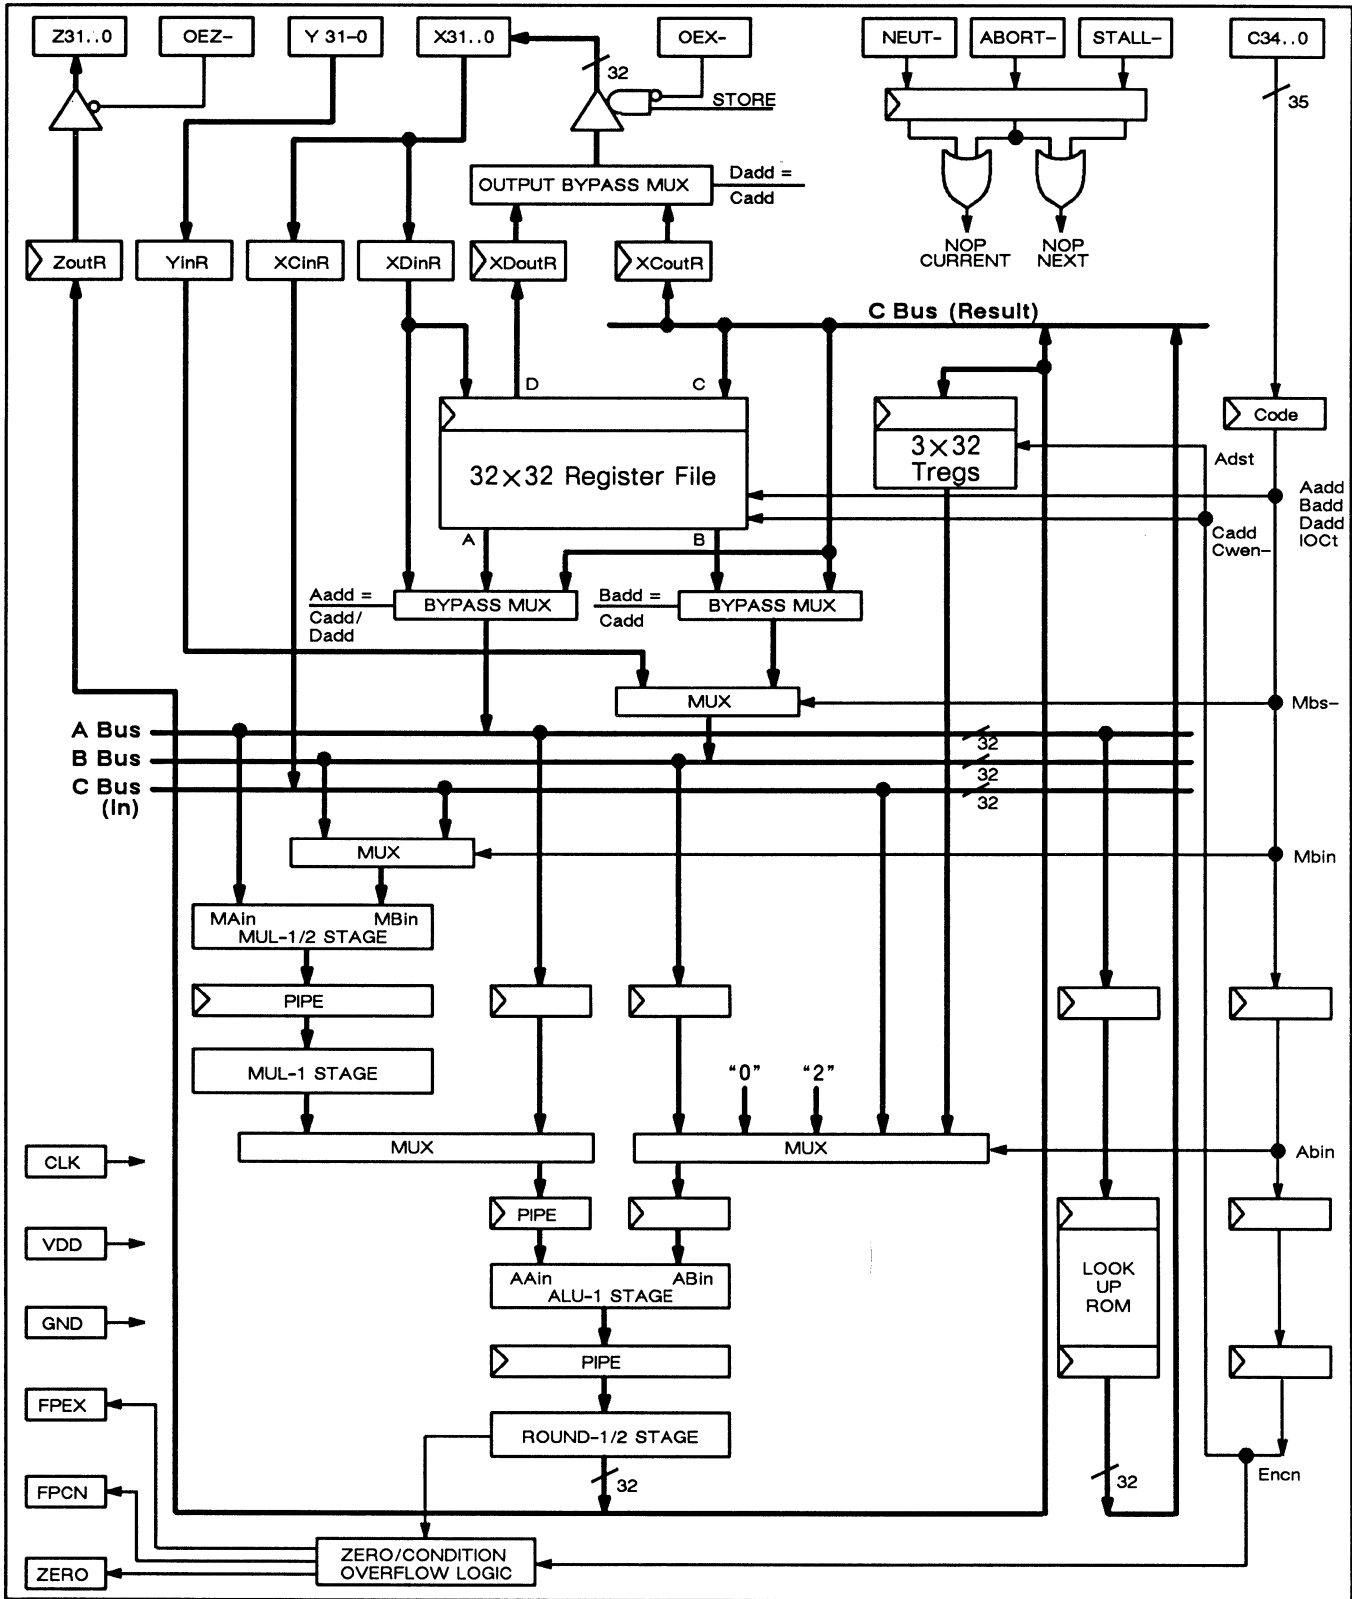 Z31..0
OEZ-
Y 31-0
X31..0
OEX-
NEUT-
ABORT-
STALL-
C34..0
32
STORE
35
OUTPUT BYPASS MUX
Dadd =
Cadd
ZoutR
YinR
XCinR
XDinR
XDoutR
XCoutR
NOP
CURRENT
NOP
NEXT
C Bus (Result)
D
C
Code
32×32 Register File
3×32
Tregs
Adst
Aadd
Badd
Dadd
IOCt
Cadd
Cwen-
A
B
Aadd =
Cadd/
Dadd
BYPASS MUX
Badd =
Cadd
BYPASS MUX
MUX
Mbs-
A Bus
32
B Bus
32
C Bus
(In)
32
MUX
Mbin
MAin
MBin
MUL-1/2 STAGE
PIPE
MUL-1 STAGE
"0"
"2"
MUX
MUX
Abin
CLK
PIPE
VDD
AAin
ABin
ALU-1 STAGE
LOOK
UP
ROM
GND
PIPE
FPEX
ROUND-1/2 STAGE
32
32
Encn
FPCN
ZERO/CONDITION
OVERFLOW LOGIC
ZERO